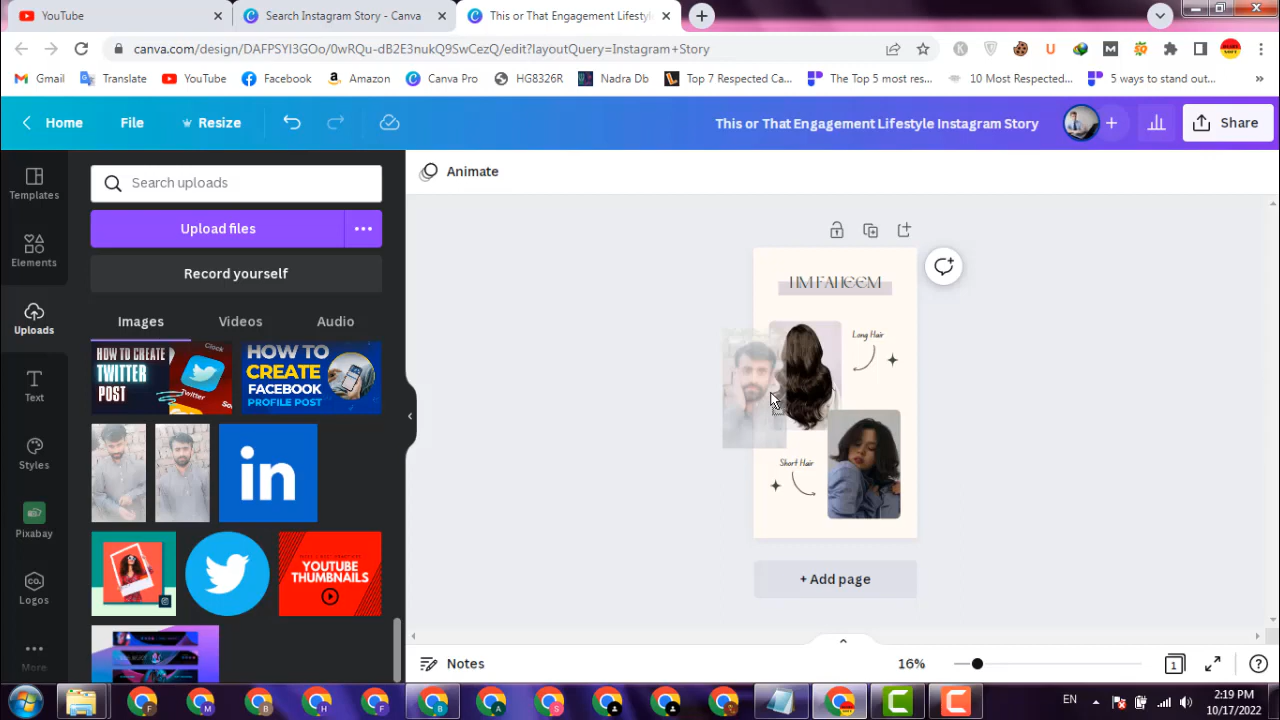 YouTube
Search Instagram Story - Canva
This or That Engagement Lifestyle
canva.com/design/DAFPSYI3GOo/0wRQu-dB2E3nukQ9SwCezQ/edit?layoutQuery=Instagram+Story
Gmail
Translate
YouTube
Facebook
Amazon
Canva Pro
HG8326R
Nadra Db
Top 7 Respected Ca...
The Top 5 most res...
10 Most Respected...
5 ways to stand out...
»
Home
File
Resize
This or That Engagement Lifestyle Instagram Story
Share
Templates
Elements
Uploads
Text
Styles
Pixabay
Logos
More
Search uploads
Upload files
Record yourself
Images
Videos
Audio
HOW TO CREATE
TWITTER
POST
Clock
Twitter
HOW TO
CREATE
FACEBOOK
PROFILE POST
in
YOUTUBE
THUMBNAILS
Animate
HM FAHEEM
Long Hair
Short Hair
+ Add page
Notes
16%
1
EN
2:19 PM
10/17/2022